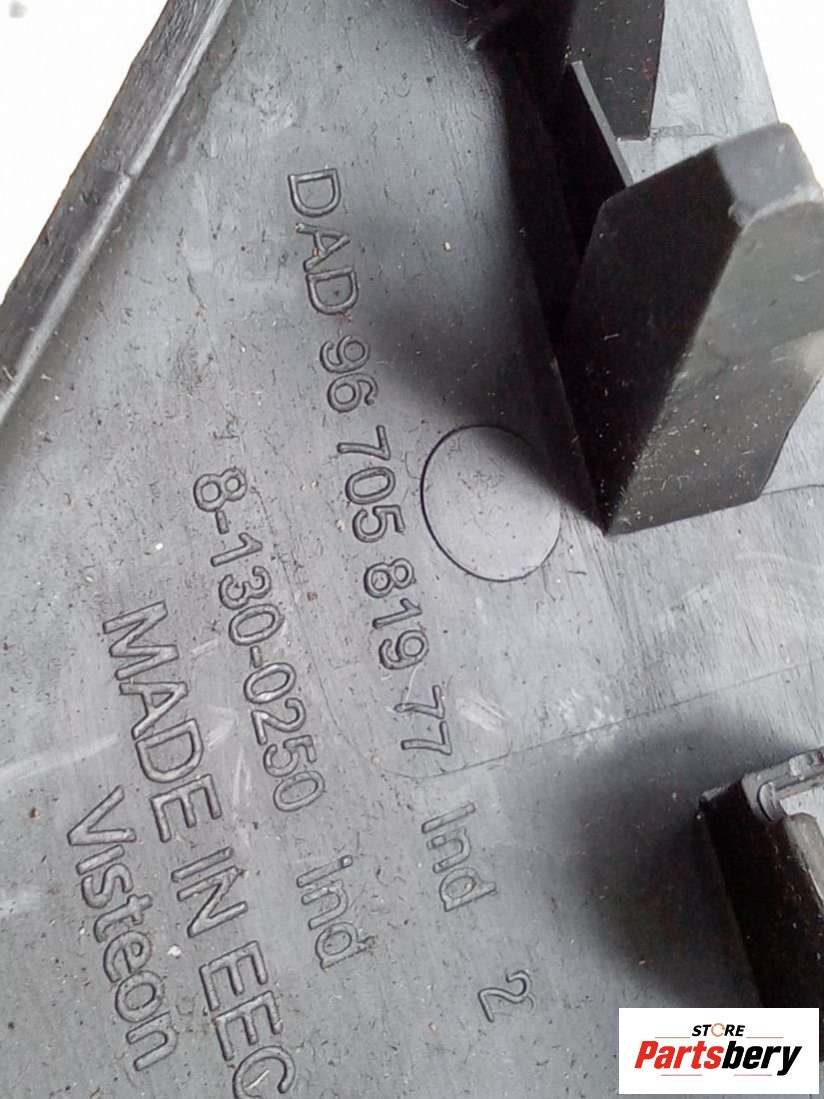 DAD 96 705 819 77 Ind 2
8-130-0250 ind
MADE IN EEC
Visteon
STORE
Partsbery